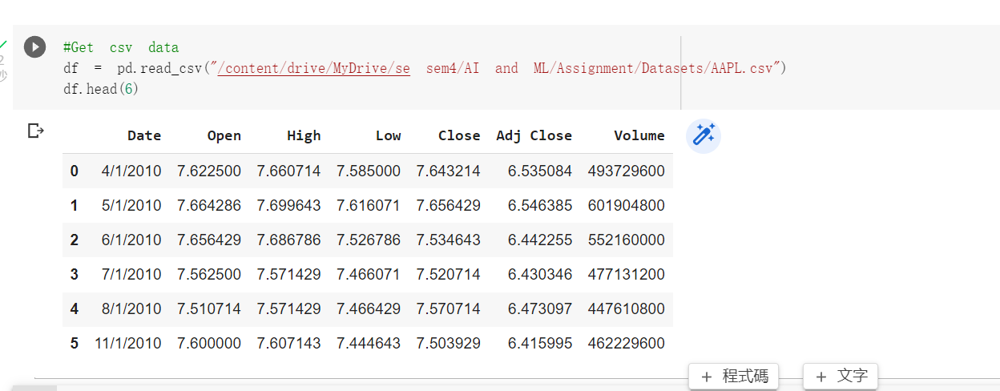 #Get csv data
df = pd.read_csv("/content/drive/MyDrive/se sem4/AI and ML/Assignment/Datasets/AAPL.csv")
df.head(6)
2
秒
Date Open High Low Close Adj Close Volume
0 4/1/2010 7.622500 7.660714 7.585000 7.643214 6.535084 493729600
1 5/1/2010 7.664286 7.699643 7.616071 7.656429 6.546385 601904800
2 6/1/2010 7.656429 7.686786 7.526786 7.534643 6.442255 552160000
3 7/1/2010 7.562500 7.571429 7.466071 7.520714 6.430346 477131200
4 8/1/2010 7.510714 7.571429 7.466429 7.570714 6.473097 447610800
5 11/1/2010 7.600000 7.607143 7.444643 7.503929 6.415995 462229600
+ 程式碼 + 文字